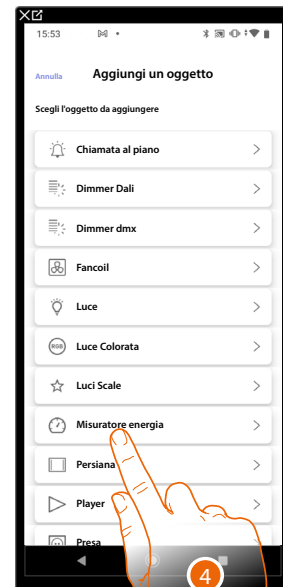 15:53
Annulla
Aggiungi un oggetto
Scegli l'oggetto da aggiungere
Chiamata al piano
Dimmer Dali
Dimmer dmx
Fancoil
Luce
RGB
Luce Colorata
Luci Scale
Misuratore energia
Persiana
Player
Presa
4